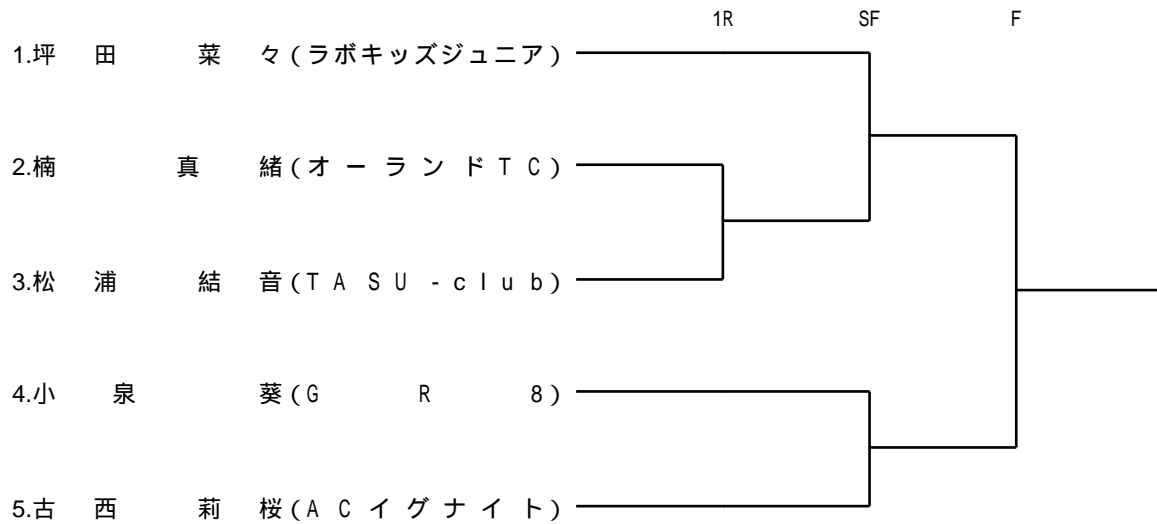 1R SF F
1.坪田 菜々(ラボキッズジュニア)
2.楠 真緒(オーランドTC)
3.松浦 結音(TASU-club)
4.小泉 葵(GR8)
5.古西 莉桜(ACイグナイト)